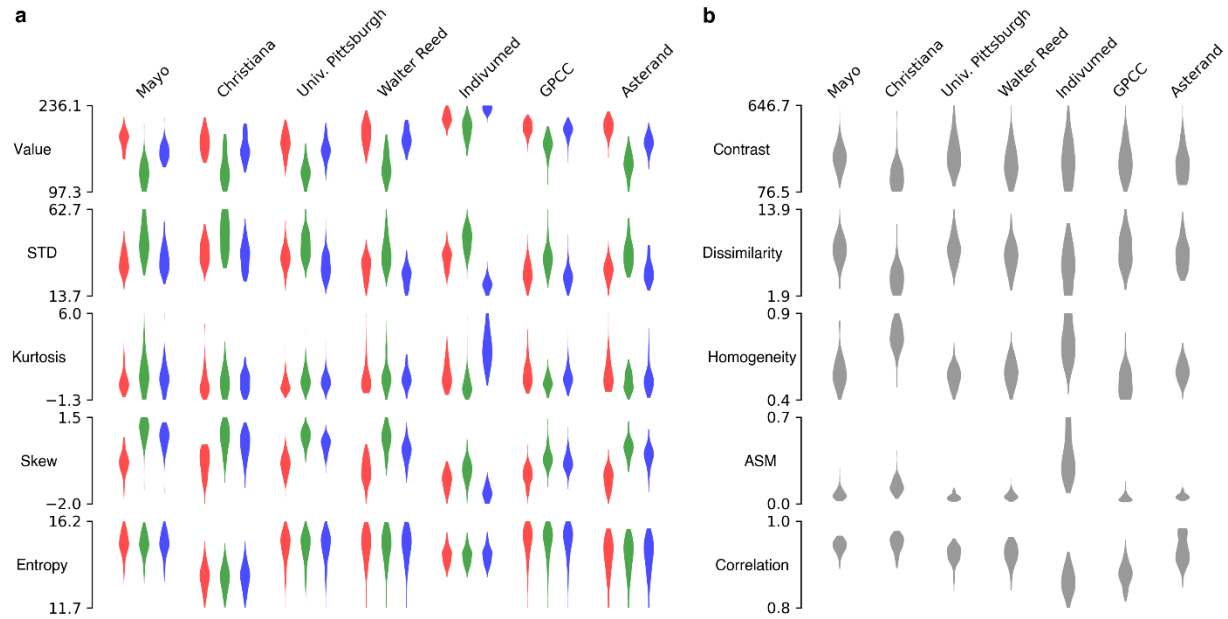 a
Mayo
Christiana
Univ. Pittsburgh
Walter Reed
Indivumed
GPCC
Asterand
236.1
Value
97.3
62.7
STD
13.7
6.0
Kurtosis
−1.3
1.5
Skew
−2.0
16.2
Entropy
11.7
b
Mayo
Christiana
Univ. Pittsburgh
Walter Reed
Indivumed
GPCC
Asterand
646.7
Contrast
76.5
13.9
Dissimilarity
1.9
0.9
Homogeneity
0.4
0.7
ASM
0.0
1.0
Correlation
0.8